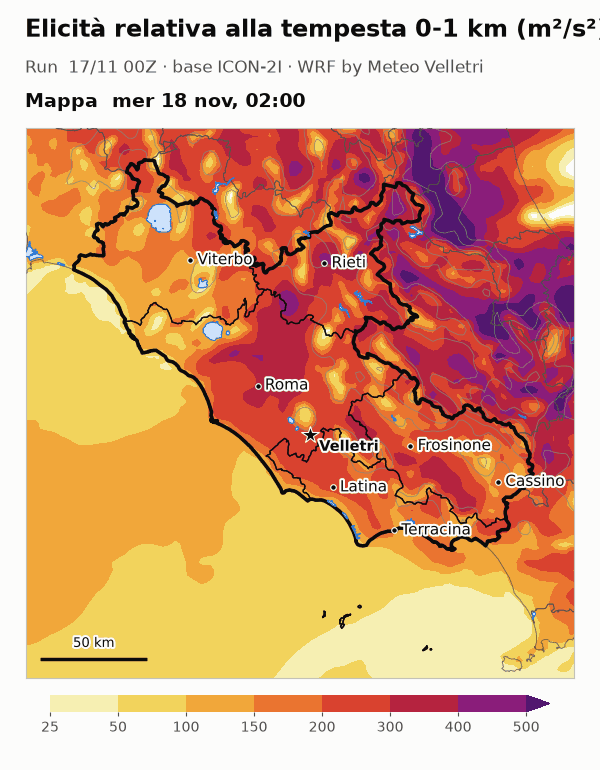 Elicità relativa alla tempesta 0-1 km (m²/s²)
Run 17/11 00Z · base ICON-2I · WRF by Meteo Velletri
Mappa mer 18 nov, 02:00
Viterbo
Rieti
Roma
Velletri
Frosinone
Cassino
Latina
Terracina
50 km
25 50 100 150 200 300 400 500